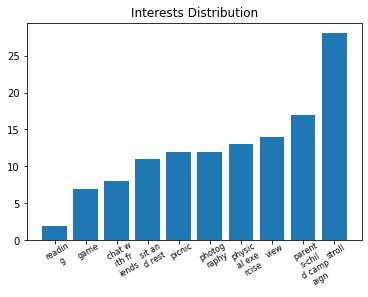 Interests Distribution
25
20
15
10
5
0
readin
g
game
chat w
ith fr
iends
sit an
d rest
picnic
photog
raphy
physic
al exe
rcise
view
parent
s-chil
d camp
aign
stroll